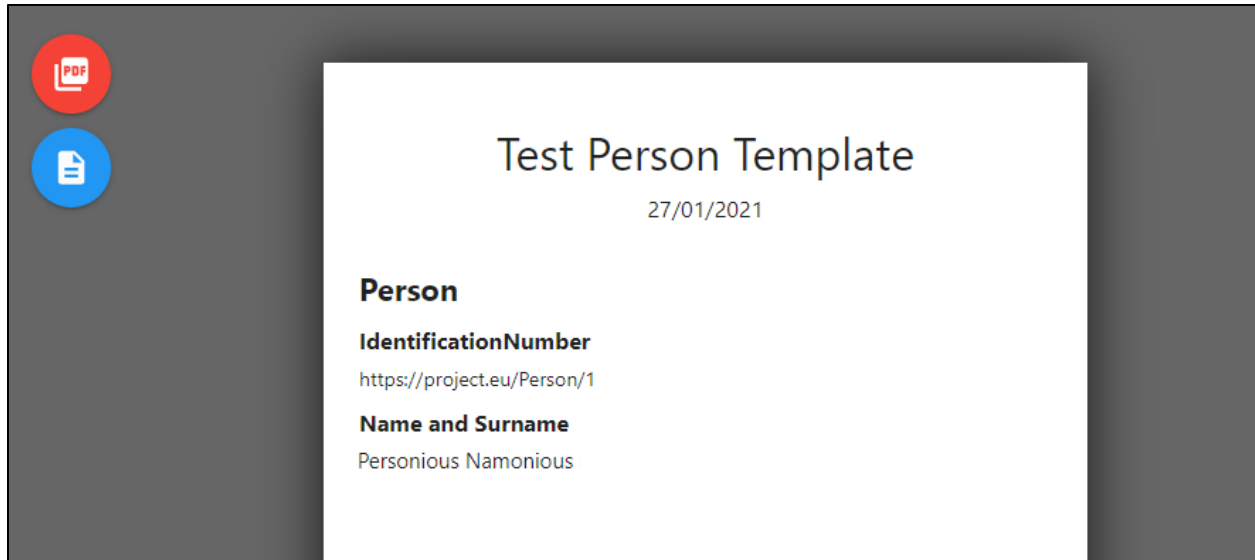 PDF
Test Person Template
27/01/2021
Person
IdentificationNumber
https://project.eu/Person/1
Name and Surname
Personious Namonious